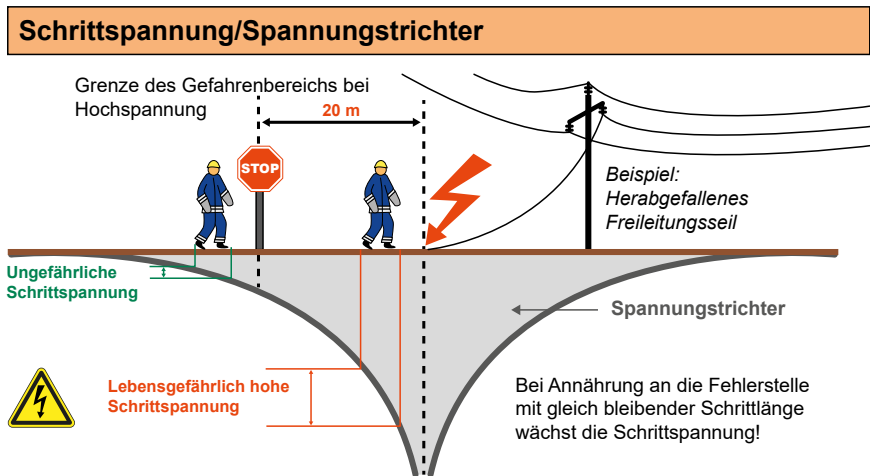 Schrittspannung/Spannungstrichter
Grenze des Gefahrenbereichs bei
Hochspannung
20 m
STOP
Beispiel:
Herabgefallenes
Freileitungsseil
Ungefährliche
Schrittspannung
Spannungstrichter
Lebensgefährlich hohe
Schrittspannung
Bei Annährung an die Fehlerstelle
mit gleich bleibender Schrittlänge
wächst die Schrittspannung!